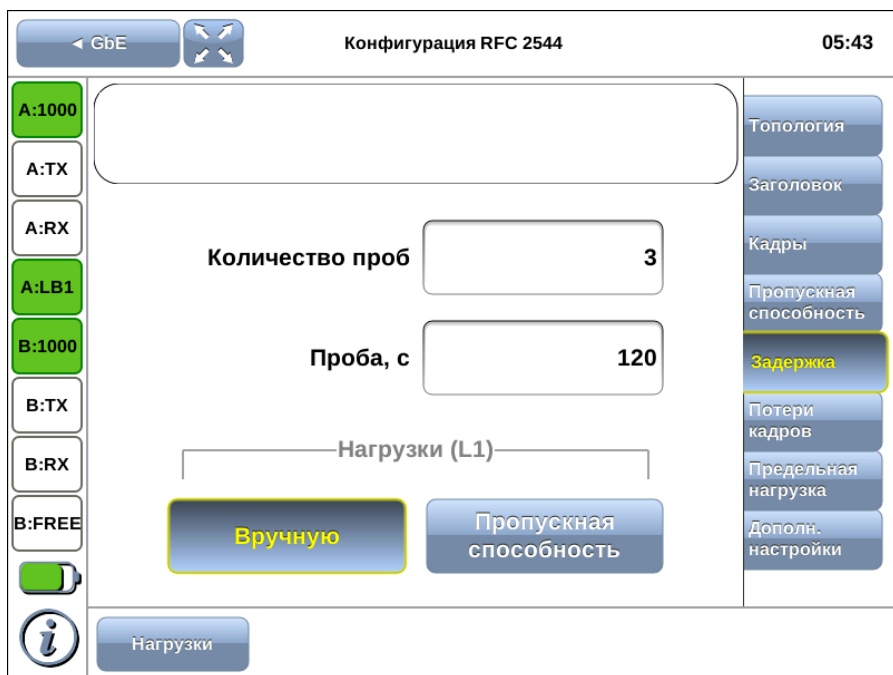 ◄ GbE
Конфигурация RFC 2544
05:43
A:1000
A:TX
A:RX
A:LB1
B:1000
B:TX
B:RX
B:FREE
Количество проб
3
Проба, с
120
Нагрузки (L1)
Вручную
Пропускная
способность
Топология
Заголовок
Кадры
Пропускная
способность
Задержка
Потери
кадров
Предельная
нагрузка
Дополн.
настройки
i
Нагрузки